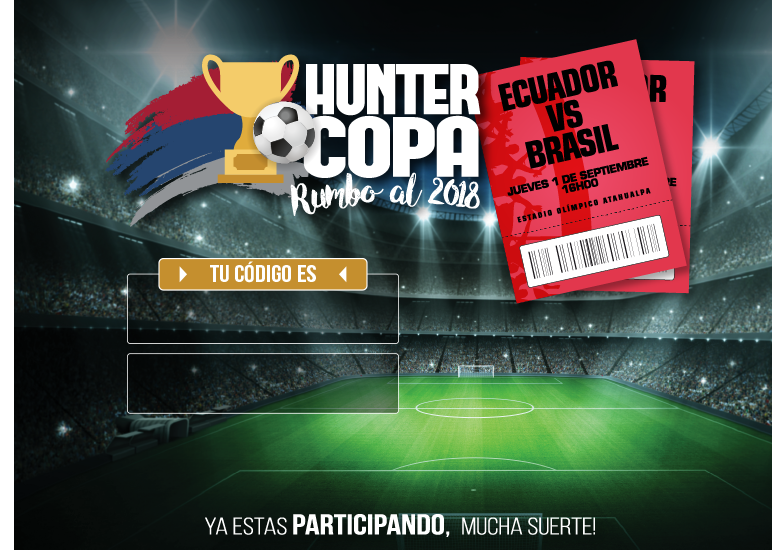 HUNTER
COPA
Rumbo al 2018
ECUADOR
VS
BRASIL
JUEVES 1 DE SEPTIEMBRE
16H00
ESTADIO OLÍMPICO ATAHUALPA
TU CÓDIGO ES
YA ESTAS PARTICIPANDO, MUCHA SUERTE!